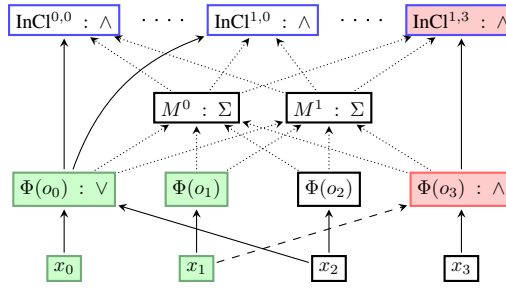 InCl^{0,0} : ∧ · · · · InCl^{1,0} : ∧ · · · · InCl^{1,3} : ∧
M^0 : Σ M^1 : Σ
Φ(o_0) : ∨ Φ(o_1) Φ(o_2) Φ(o_3) : ∧
x_0 x_1 x_2 x_3